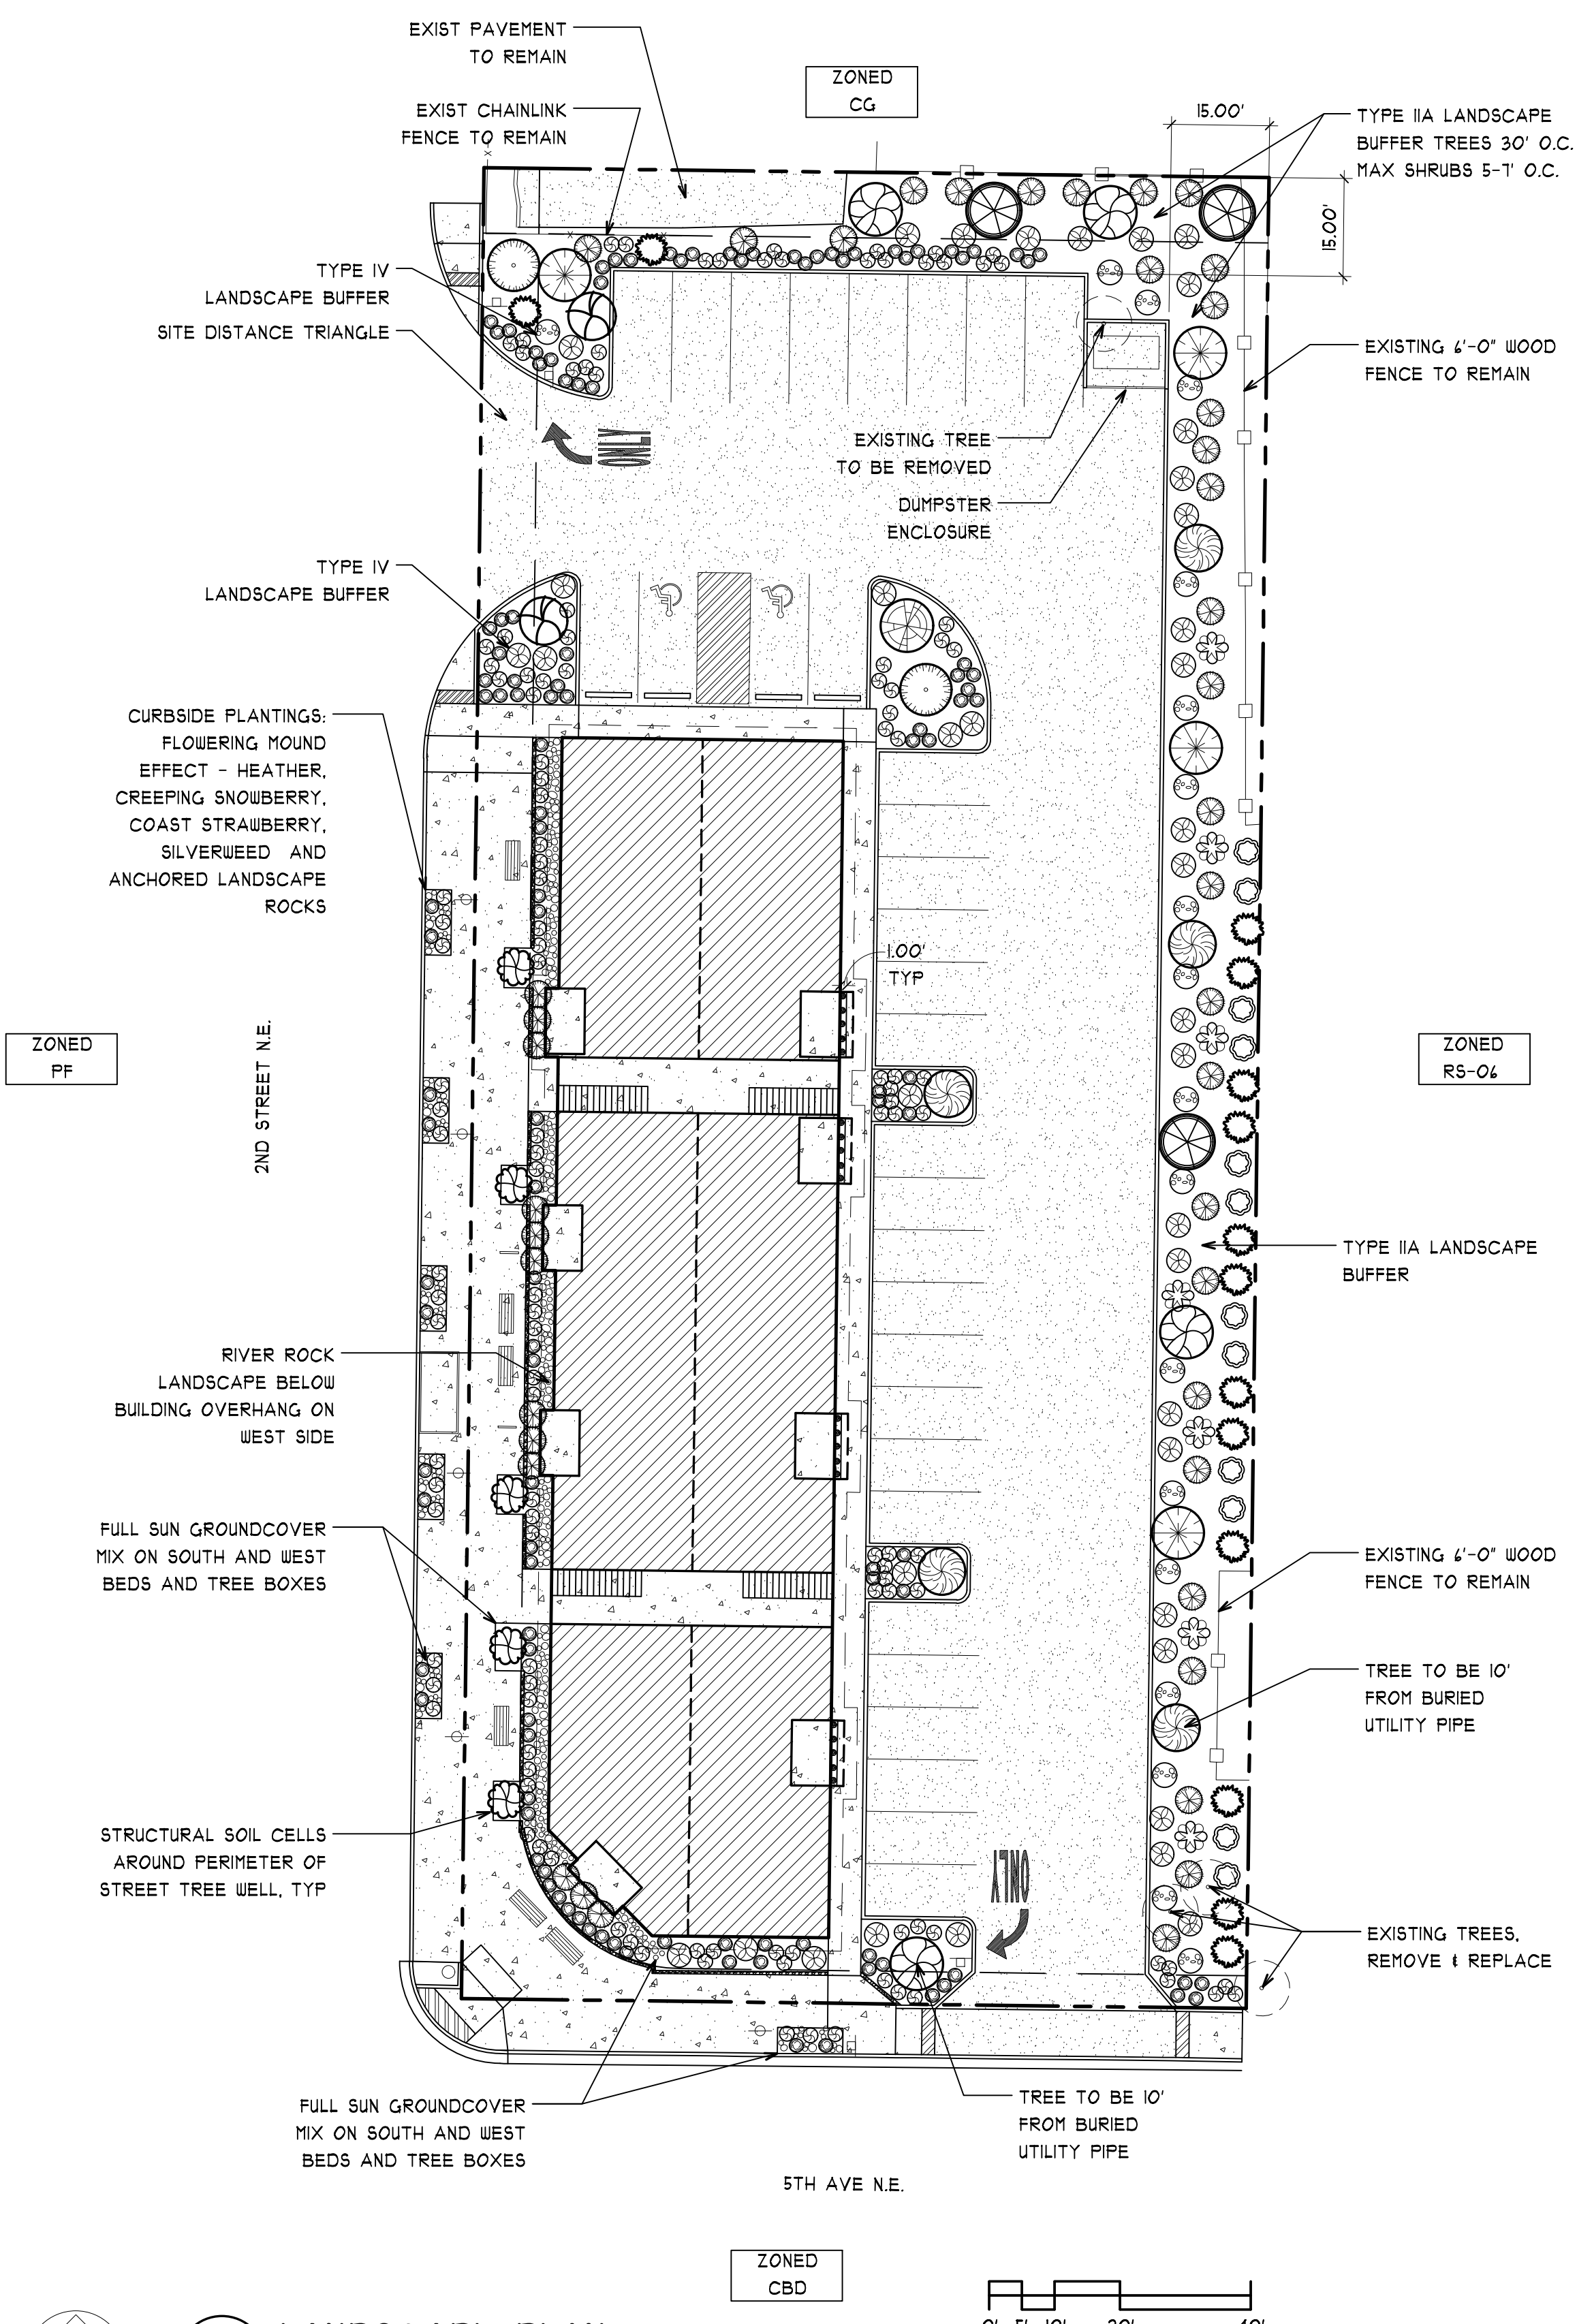 EXIST PAVEMENT
TO REMAIN
ZONED
CG
EXIST CHAINLINK
FENCE TO REMAIN
15.00'
TYPE IIA LANDSCAPE
BUFFER TREES 30' O.C.
MAX SHRUBS 5-7' O.C.
15.00'
TYPE IV
LANDSCAPE BUFFER
SITE DISTANCE TRIANGLE
EXISTING 6'-0" WOOD
FENCE TO REMAIN
ONLY
EXISTING TREE
TO BE REMOVED
DUMPSTER
ENCLOSURE
TYPE IV
LANDSCAPE BUFFER
CURBSIDE PLANTINGS:
FLOWERING MOUND
EFFECT - HEATHER,
CREEPING SNOWBERRY,
COAST STRAWBERRY,
SILVERWEED AND
ANCHORED LANDSCAPE
ROCKS
1.00'
TYP
ZONED
PF
2ND STREET N.E.
ZONED
RS-06
TYPE IIA LANDSCAPE
BUFFER
RIVER ROCK
LANDSCAPE BELOW
BUILDING OVERHANG ON
WEST SIDE
FULL SUN GROUNDCOVER
MIX ON SOUTH AND WEST
BEDS AND TREE BOXES
EXISTING 6'-0" WOOD
FENCE TO REMAIN
TREE TO BE 10'
FROM BURIED
UTILITY PIPE
STRUCTURAL SOIL CELLS
AROUND PERIMETER OF
STREET TREE WELL, TYP
ONLY
EXISTING TREES,
REMOVE & REPLACE
FULL SUN GROUNDCOVER
MIX ON SOUTH AND WEST
BEDS AND TREE BOXES
TREE TO BE 10'
FROM BURIED
UTILITY PIPE
5TH AVE N.E.
ZONED
CBD
LANDSCAPE PLAN
0' 5' 10' 20' 40'